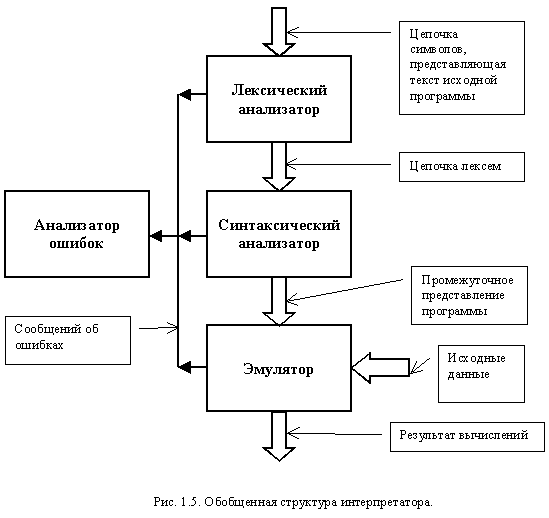 Цепочка
символов,
представляющая
текст исходной
программы
Лексический
анализатор
Цепочка лексем
Анализатор
ошибок
Синтаксический
анализатор
Промежуточное
представление
программы
Сообщений об
ошибках
Эмулятор
Исходные
данные
Результат вычислений
Рис. 1.5. Обобщенная структура интерпретатора.